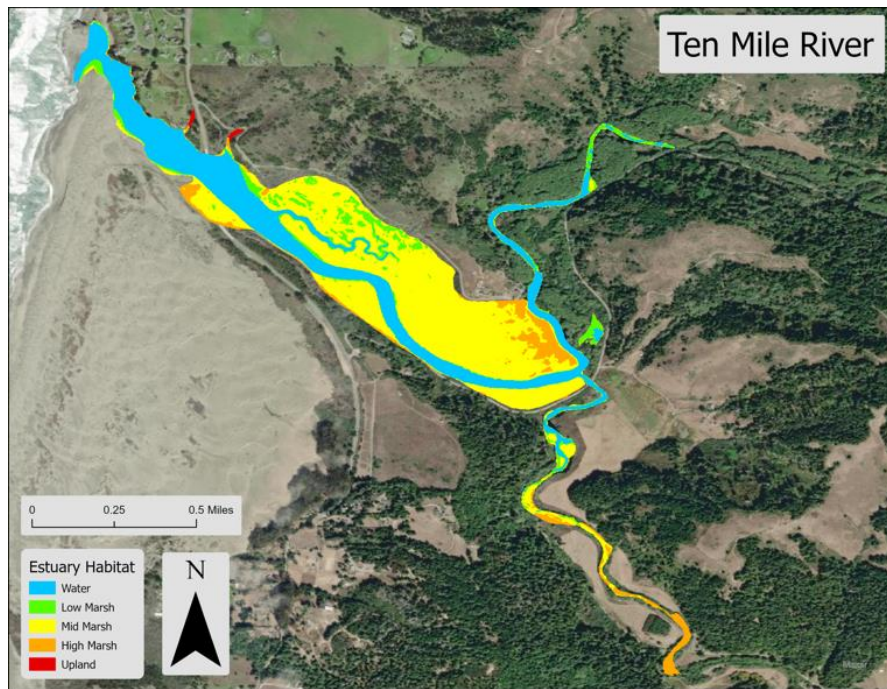 Ten Mile River
0 0.25 0.5 Miles
Estuary Habitat
Water
Low Marsh
Mid Marsh
High Marsh
Upland
N